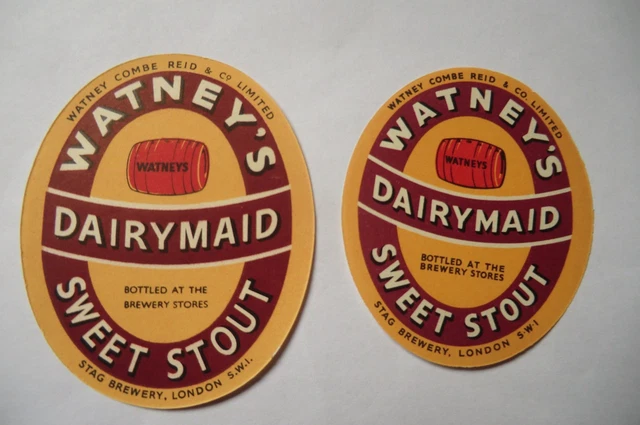 WATNEY COMBE REID & Cº LIMITED
WATNEY'S
WATNEYS
DAIRYMAID
BOTTLED AT THE
BREWERY STORES
SWEET STOUT
STAG BREWERY, LONDON S.W.1.
WATNEY COMBE REID & CO. LIMITED
WATNEY'S
WATNEYS
DAIRYMAID
BOTTLED AT THE
BREWERY STORES
SWEET STOUT
STAG BREWERY, LONDON S.W.1